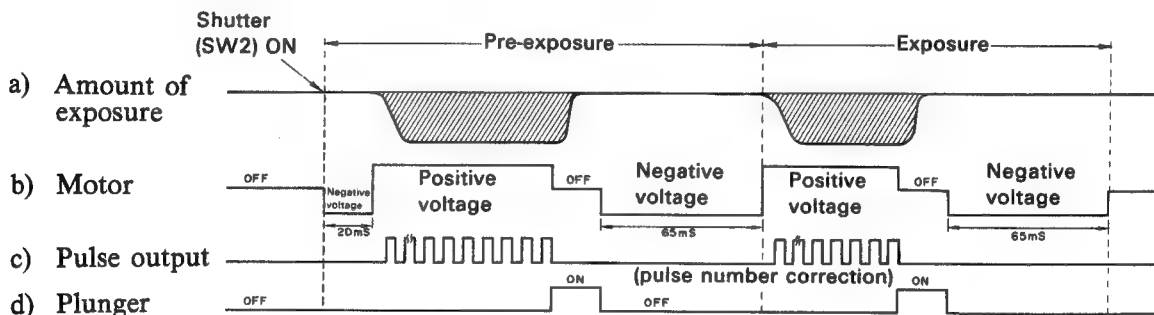 Shutter
(SW2) ON
Pre-exposure
Exposure
a) Amount of
exposure
b) Motor
OFF
Negative
voltage
20mS
Positive
voltage
OFF
Negative
voltage
65mS
Positive
voltage
OFF
Negative
voltage
65mS
c) Pulse output
(pulse number correction)
d) Plunger
OFF
ON
OFF
ON